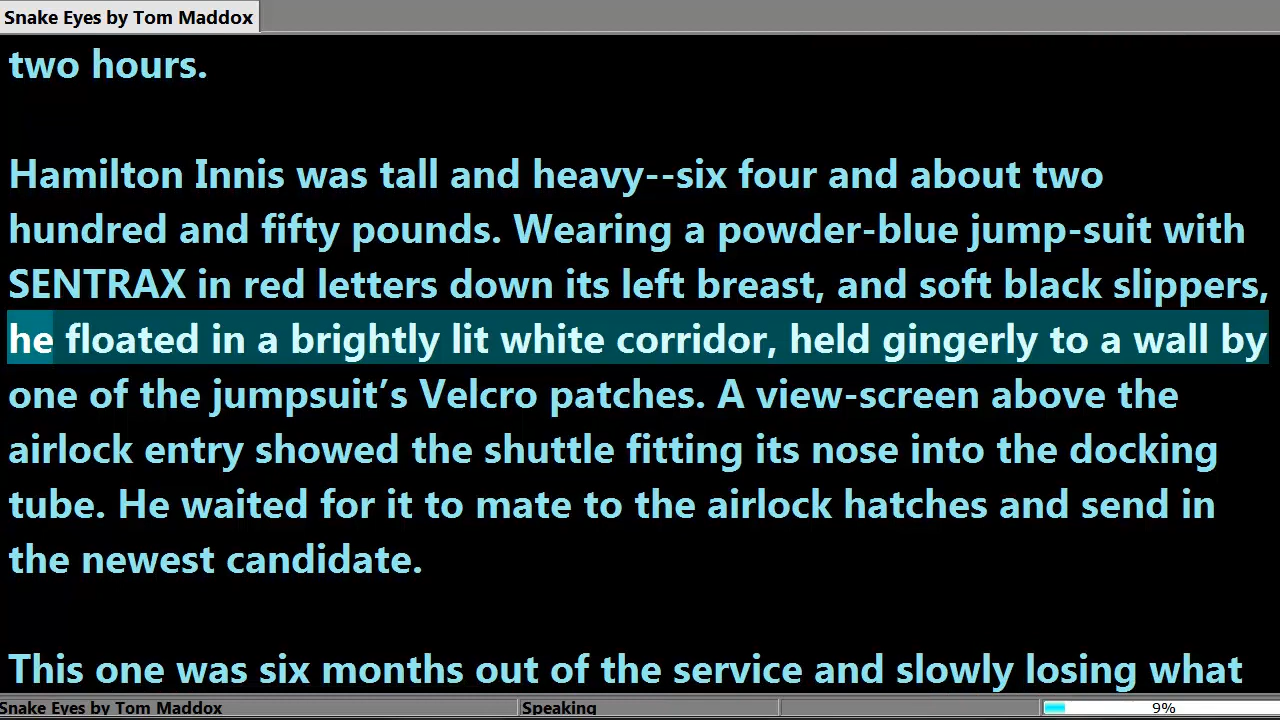 Snake Eyes by Tom Maddox
two hours.
Hamilton Innis was tall and heavy--six four and about two
hundred and fifty pounds. Wearing a powder-blue jump-suit with
SENTRAX in red letters down its left breast, and soft black slippers,
he floated in a brightly lit white corridor, held gingerly to a wall by
one of the jumpsuit’s Velcro patches. A view-screen above the
airlock entry showed the shuttle fitting its nose into the docking
tube. He waited for it to mate to the airlock hatches and send in
the newest candidate.
This one was six months out of the service and slowly losing what
Snake Eyes by Tom Maddox
Speaking
9%